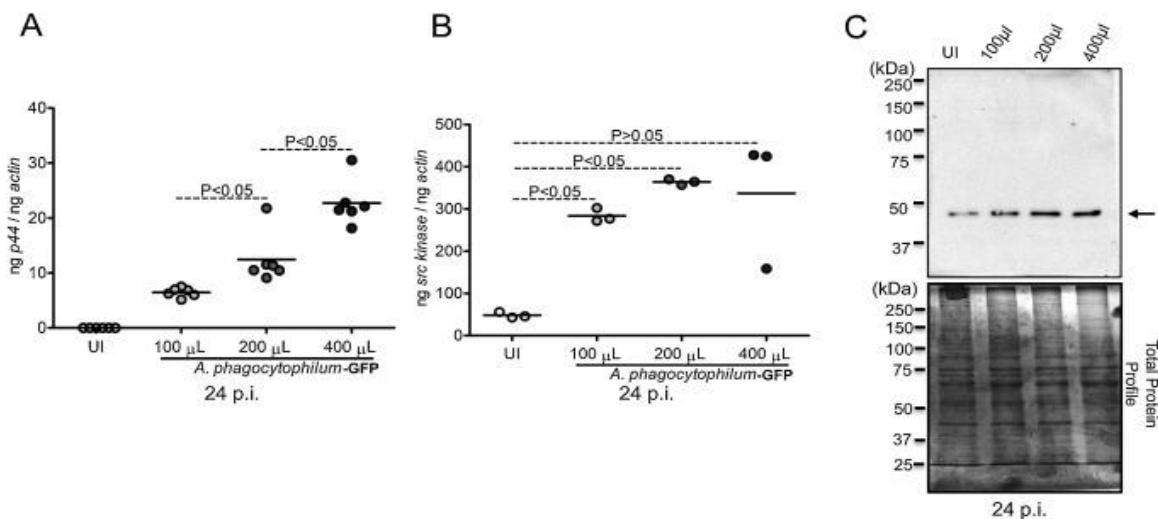 A
ng p44 / ng actin
40
30
20
10
0
P<0.05
P<0.05
UI
100 µL
200 µL
400 µL
A. phagocytophilum-GFP
24 p.i.
B
ng src kinase / ng actin
500
400
300
200
100
0
P>0.05
P<0.05
P<0.05
UI
100 µL
200 µL
400 µL
A. phagocytophilum-GFP
24 p.i.
C
UI
100µl
200µl
400µl
(kDa)
250
150
100
75
50
37
(kDa)
250
150
100
75
50
37
25
Total Protein
Profile
24 p.i.